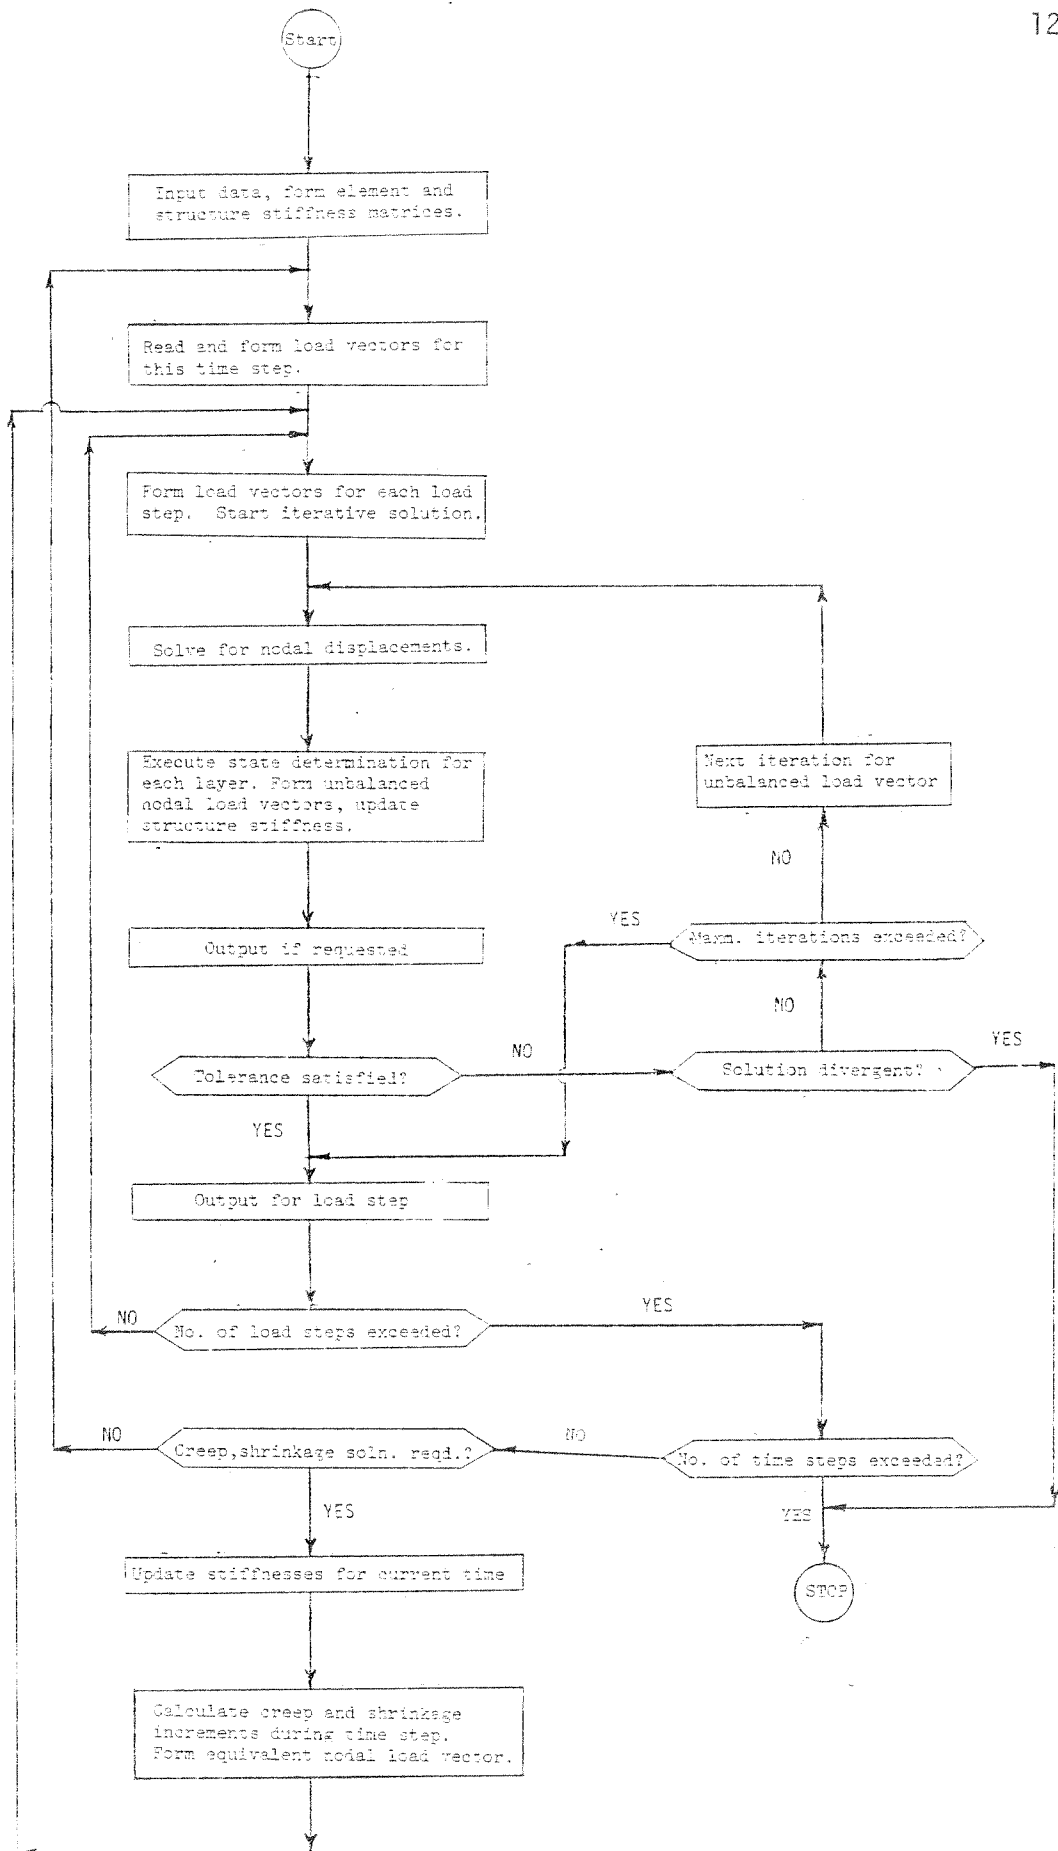 12
Start
Input data, form element and
structure stiffness matrices.
Read and form load vectors for
this time step.
Form load vectors for each load
step. Start iterative solution.
Solve for nodal displacements.
Execute state determination for
each layer. Form unbalanced
nodal load vectors, update
structure stiffness.
Next iteration for
unbalanced load vector
NO
Output if requested
YES
Maxm. iterations exceeded?
NO
Tolerance satisfied?
NO
Solution divergent?
YES
YES
Output for load step
NO
No. of load steps exceeded?
YES
NO
Creep,shrinkage soln. reqd.?
NO
No. of time steps exceeded?
YES
YES
Update stiffnesses for current time
STOP
Calculate creep and shrinkage
increments during time step.
Form equivalent nodal load vector.